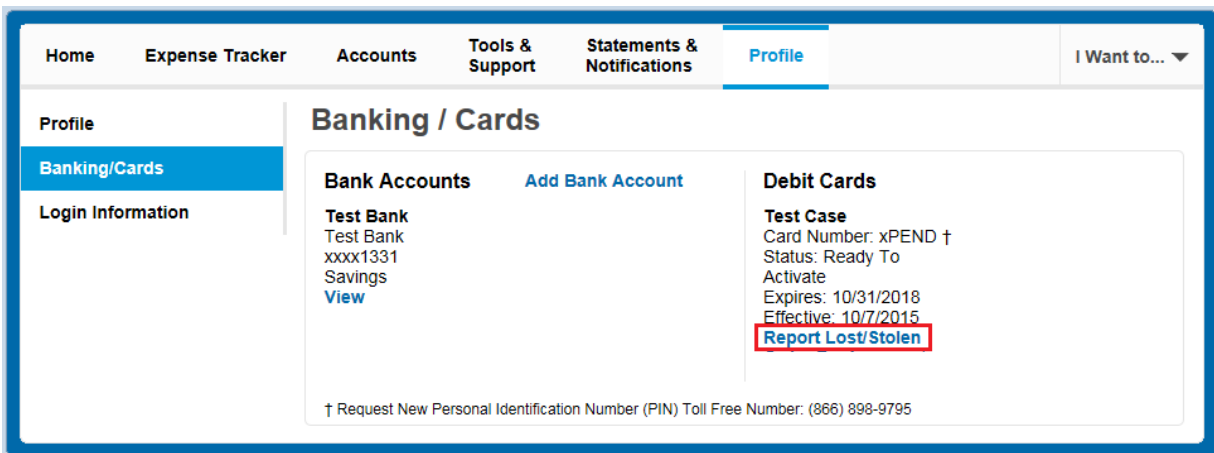 Home
Expense Tracker
Accounts
Tools &
Support
Statements &
Notifications
Profile
I Want to...
Profile
Banking/Cards
Login Information
Banking / Cards
Bank Accounts
Add Bank Account
Test Bank
Test Bank
xxxx1331
Savings
View
Debit Cards
Test Case
Card Number: xPEND †
Status: Ready To
Activate
Expires: 10/31/2018
Effective: 10/7/2015
Report Lost/Stolen
† Request New Personal Identification Number (PIN) Toll Free Number: (866) 898-9795